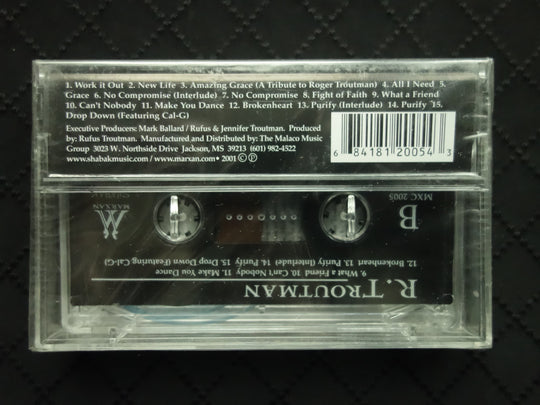 1. Work it Out 2. New Life 3. Amazing Grace (A Tribute to Roger Troutman) 4. All I Need 5.
Grace 6. No Compromise (Interlude) 7. No Compromise 8. Fight of Faith 9. What a Friend
10. Can't Nobody 11. Make You Dance 12. Brokenheart 13. Purify (Interlude) 14. Purify 15.
Drop Down (Featuring Cal-G)
Executive Producers: Mark Ballard / Rufus & Jennifer Troutman. Produced
by: Rufus Troutman. Manufactured and Distributed by: The Malaco Music
Group 3023 W. Northside Drive Jackson, MS 39213 (601) 982-4522
www.shabakmusic.com / www.marxan.com • 2001 ©℗
6 84181 20054 3
R. TROUTMAN
9. What a Friend 10. Can't Nobody 11. Make You Dance
12. Brokenheart 13. Purify (Interlude) 14. Purify 15. Drop Down (Featuring Cal-G)
B
MXC 2005
MARXAN